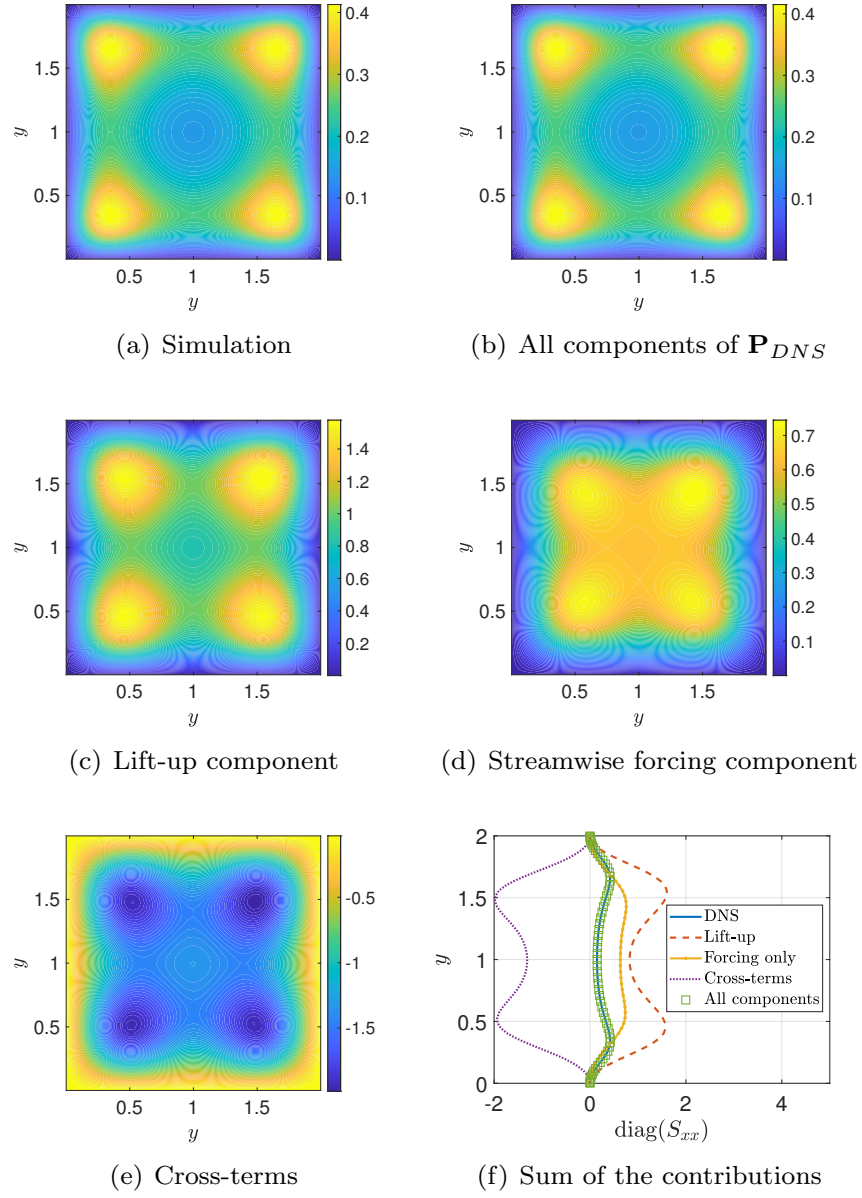 0.4
0.3
0.2
0.1
1.5
1
0.5
y
0.5 1 1.5
y
(a) Simulation
0.4
0.3
0.2
0.1
1.5
1
0.5
y
0.5 1 1.5
y
(b) All components of P_DNS
1.4
1.2
1
0.8
0.6
0.4
0.2
1.5
1
0.5
y
0.5 1 1.5
y
(c) Lift-up component
0.7
0.6
0.5
0.4
0.3
0.2
0.1
1.5
1
0.5
y
0.5 1 1.5
y
(d) Streamwise forcing component
-0.5
-1
-1.5
1.5
1
0.5
y
0.5 1 1.5
y
(e) Cross-terms
2
1.5
1
0.5
0
y
DNS
Lift-up
Forcing only
Cross-terms
All components
-2 0 2 4
diag(S_xx)
(f) Sum of the contributions